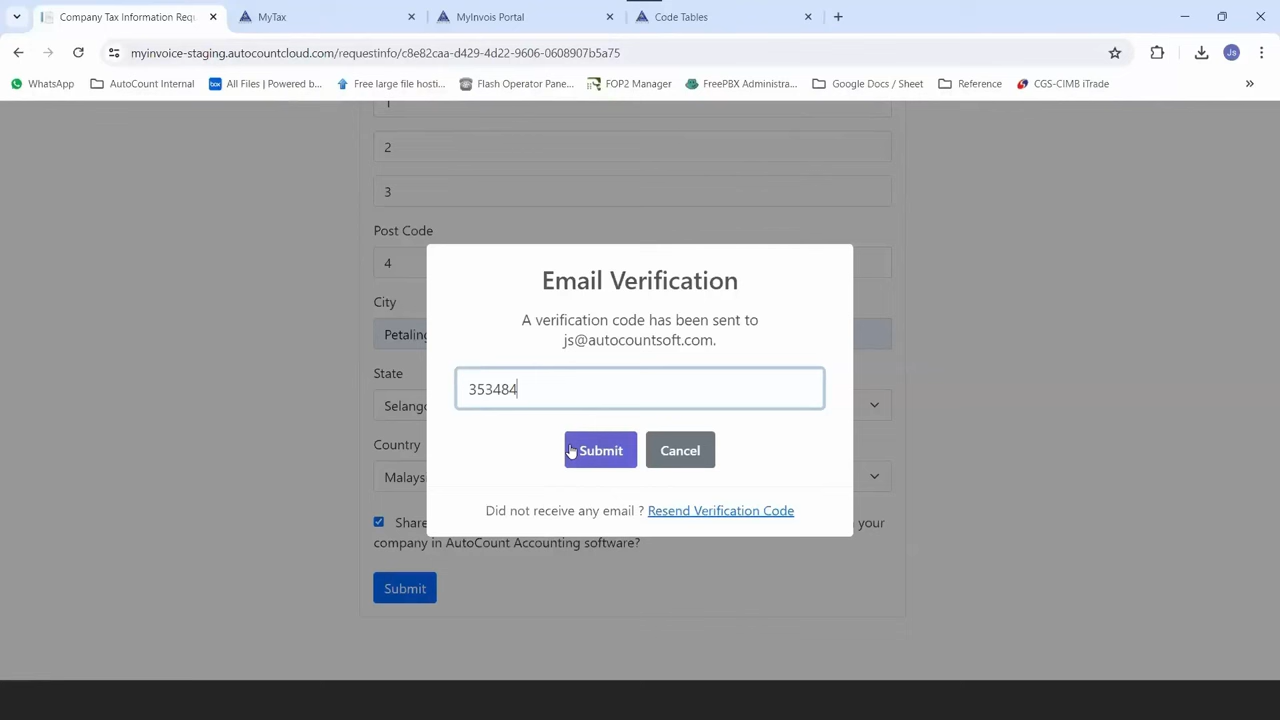 Company Tax Information Requ
MyTax
MyInvois Portal
Code Tables
myinvoice-staging.autocountcloud.com/requestinfo/c8e82caa-d429-4d22-9606-0608907b5a75
Js
WhatsApp
AutoCount Internal
box
All Files | Powered b...
Free large file hosti...
Flash Operator Pane...
FOP2 Manager
FreePBX Administra...
Google Docs / Sheet
Reference
CGS-CIMB iTrade
»
1
2
3
Post Code
4
City
Petaling
State
Selango
Country
Malays
Share
your
company in AutoCount Accounting software?
Submit
Email Verification
A verification code has been sent to
js@autocountsoft.com.
353484
Submit
Cancel
Did not receive any email ? Resend Verification Code